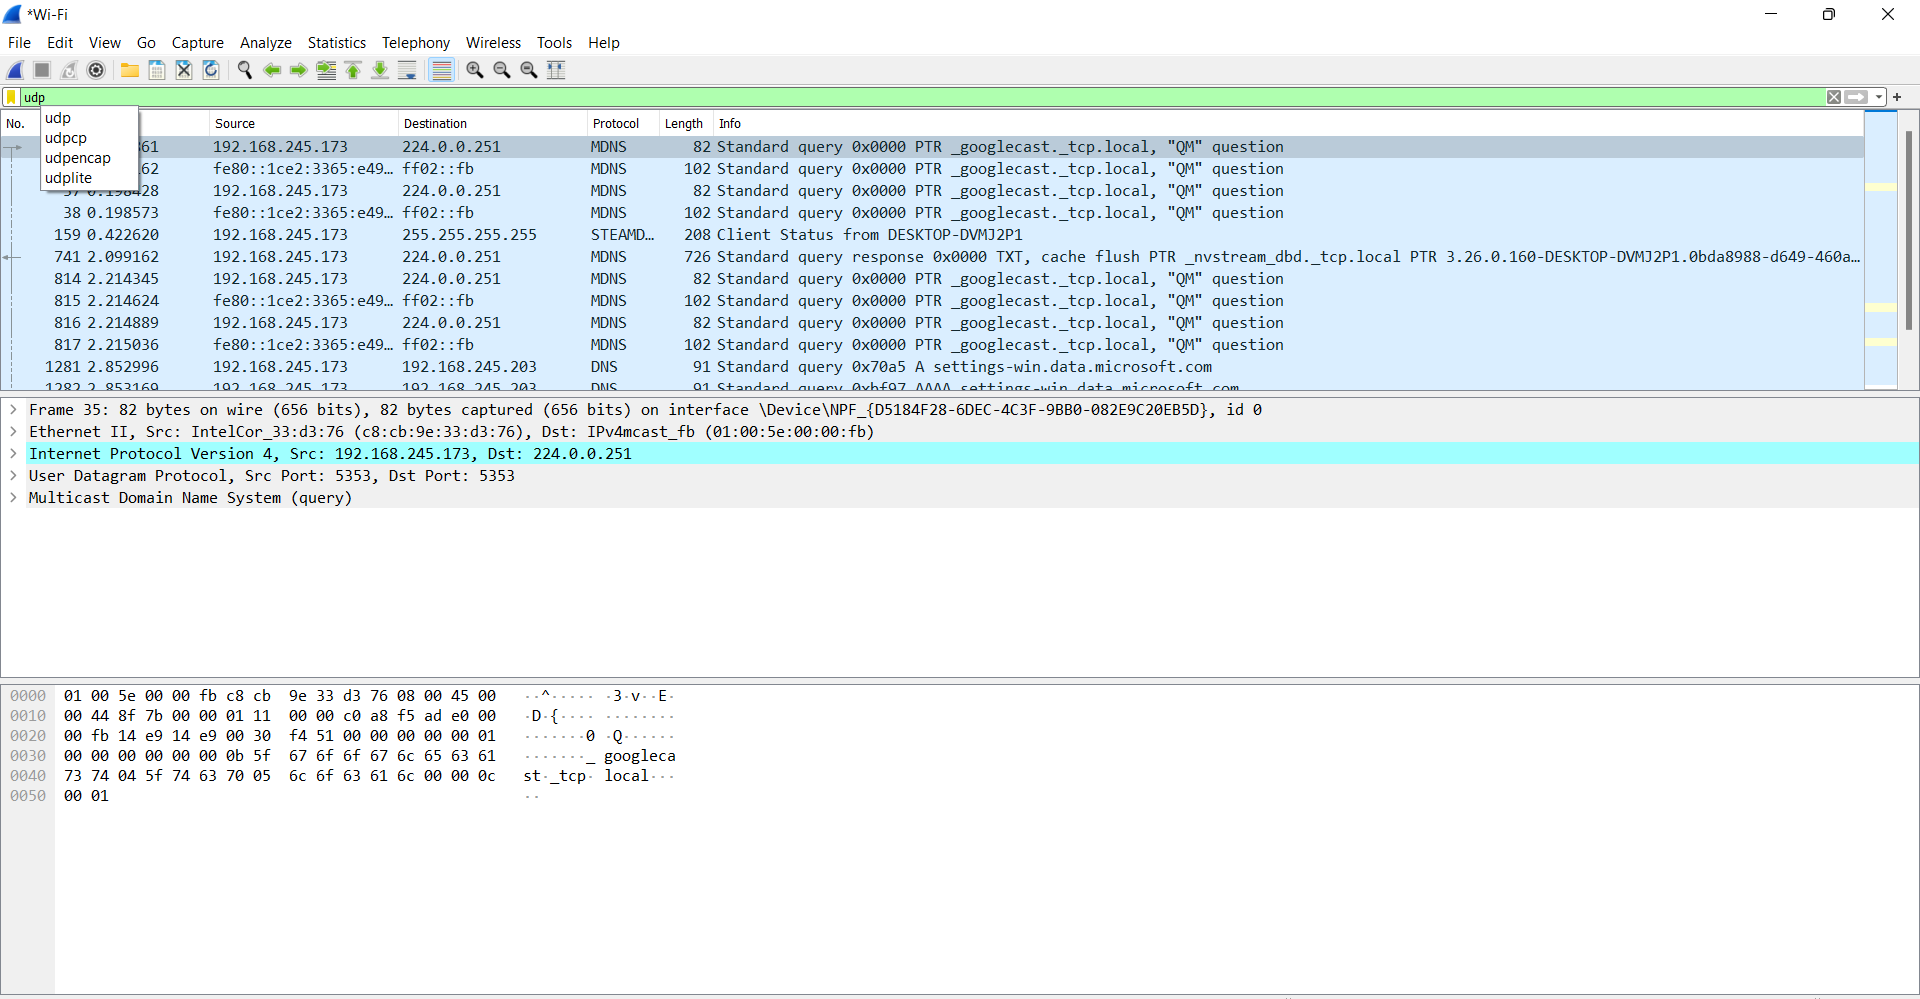 *Wi-Fi
File Edit View Go Capture Analyze Statistics Telephony Wireless Tools Help
udp
udp
udpcp
udpencap
udplite
No. Source Destination Protocol Length Info
361 192.168.245.173 224.0.0.251 MDNS 82 Standard query 0x0000 PTR _googlecast._tcp.local, "QM" question
62 fe80::1ce2:3365:e49… ff02::fb MDNS 102 Standard query 0x0000 PTR _googlecast._tcp.local, "QM" question
37 0.198428 192.168.245.173 224.0.0.251 MDNS 82 Standard query 0x0000 PTR _googlecast._tcp.local, "QM" question
38 0.198573 fe80::1ce2:3365:e49… ff02::fb MDNS 102 Standard query 0x0000 PTR _googlecast._tcp.local, "QM" question
159 0.422620 192.168.245.173 255.255.255.255 STEAMD… 208 Client Status from DESKTOP-DVMJ2P1
741 2.099162 192.168.245.173 224.0.0.251 MDNS 726 Standard query response 0x0000 TXT, cache flush PTR _nvstream_dbd._tcp.local PTR 3.26.0.160-DESKTOP-DVMJ2P1.0bda8988-d649-460a…
814 2.214345 192.168.245.173 224.0.0.251 MDNS 82 Standard query 0x0000 PTR _googlecast._tcp.local, "QM" question
815 2.214624 fe80::1ce2:3365:e49… ff02::fb MDNS 102 Standard query 0x0000 PTR _googlecast._tcp.local, "QM" question
816 2.214889 192.168.245.173 224.0.0.251 MDNS 82 Standard query 0x0000 PTR _googlecast._tcp.local, "QM" question
817 2.215036 fe80::1ce2:3365:e49… ff02::fb MDNS 102 Standard query 0x0000 PTR _googlecast._tcp.local, "QM" question
1281 2.852996 192.168.245.173 192.168.245.203 DNS 91 Standard query 0x70a5 A settings-win.data.microsoft.com
1282 2.853169 192.168.245.173 192.168.245.203 DNS 91 Standard query 0xbf97 AAAA settings-win.data.microsoft.com
Frame 35: 82 bytes on wire (656 bits), 82 bytes captured (656 bits) on interface \Device\NPF_{D5184F28-6DEC-4C3F-9BB0-082E9C20EB5D}, id 0
Ethernet II, Src: IntelCor_33:d3:76 (c8:cb:9e:33:d3:76), Dst: IPv4mcast_fb (01:00:5e:00:00:fb)
Internet Protocol Version 4, Src: 192.168.245.173, Dst: 224.0.0.251
User Datagram Protocol, Src Port: 5353, Dst Port: 5353
Multicast Domain Name System (query)
0000 01 00 5e 00 00 fb c8 cb 9e 33 d3 76 08 00 45 00 ··^····· ·3·v··E·
0010 00 44 8f 7b 00 00 01 11 00 00 c0 a8 f5 ad e0 00 ·D·{···· ········
0020 00 fb 14 e9 14 e9 00 30 f4 51 00 00 00 00 00 01 ·······0 ·Q······
0030 00 00 00 00 00 00 0b 5f 67 6f 6f 67 6c 65 63 61 ·······_ googleca
0040 73 74 04 5f 74 63 70 05 6c 6f 63 61 6c 00 00 0c st·_tcp· local···
0050 00 01 ··